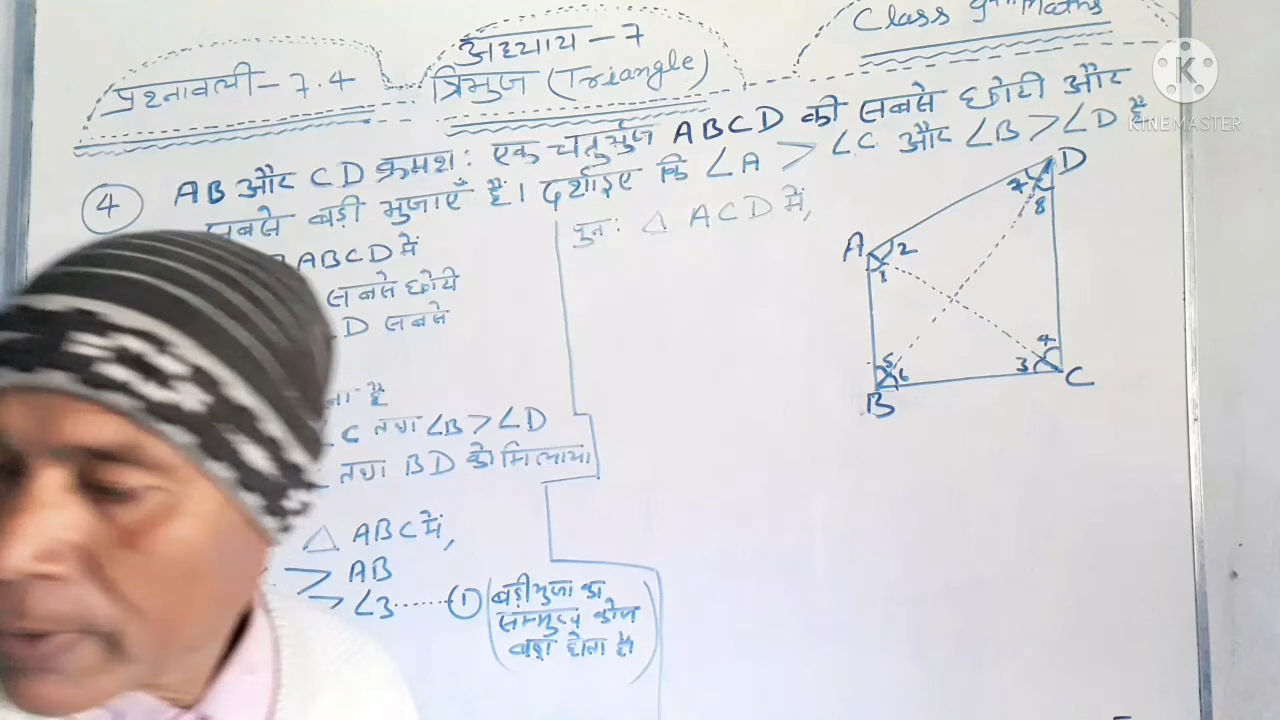 प्रश्नावली - 7.4
अध्याय - 7
त्रिभुज (Triangle)
Class 9th Maths
④ AB और CD क्रमश: एक चतुर्भुज ABCD की सबसे छोटी और
सबसे बड़ी भुजाएँ हैं। दर्शाइए कि ∠A > ∠C और ∠B > ∠D है
ABCD में
सबसे छोटी
D सबसे
है
C तथा ∠B > ∠D
तथा BD को मिलाया
△ ABC में,
> AB
> ∠3 ...... ① (बड़ी भुजा का
सम्मुख कोण
बड़ा होता है।)
पुन: △ ACD में,
D
7
8
A 2
1
5
6
B
4
3
C
KINEMASTER